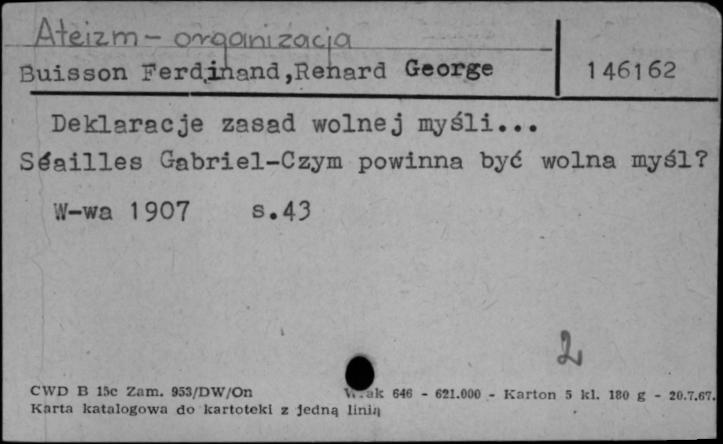 Ateizm - organizacja
Buisson Ferdinand,Renard George
146162
Deklaracje zasad wolnej myśli...
Séailles Gabriel-Czym powinna być wolna myśl?
W-wa 1907 s.43
2
CWD B 15c Zam. 953/DW/On 646 - 621.000 - Karton 5 kl. 180 g - 20.7.67.
Karta katalogowa do kartoteki z jedną linią